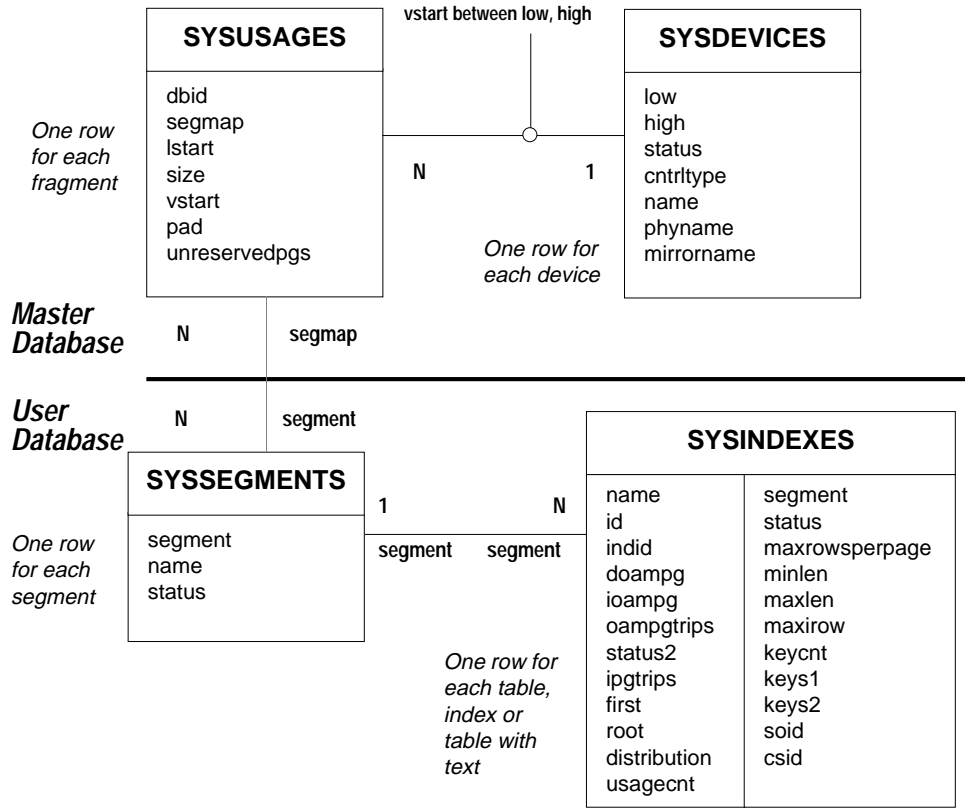 vstart between low, high
SYSUSAGES
dbid
segmap
lstart
size
vstart
pad
unreservedpgs
One row
for each
fragment
N
1
SYSDEVICES
low
high
status
cntrltype
name
phyname
mirrorname
One row for
each device
Master
Database
N
segmap
User
Database
N
segment
SYSSEGMENTS
segment
name
status
One row
for each
segment
1
N
segment
segment
SYSINDEXES
name
id
indid
doampg
ioampg
oampgtrips
status2
ipgtrips
first
root
distribution
usagecnt
segment
status
maxrowsperpage
minlen
maxlen
maxirow
keycnt
keys1
keys2
soid
csid
One row for
each table,
index or
table with
text